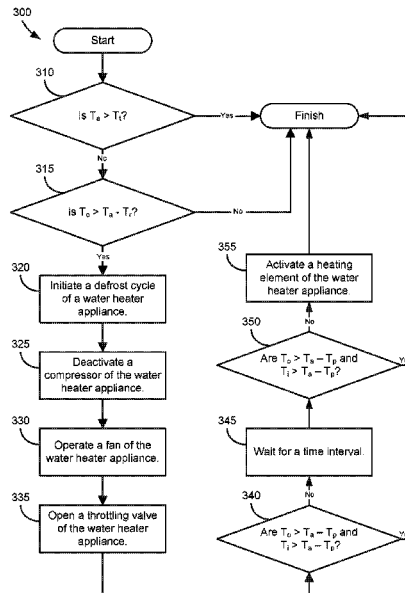 300
Start
310
Is Ta > Tt?
Yes
Finish
No
315
Is To > Ta - Tr?
No
Yes
320
Initiate a defrost cycle
of a water heater
appliance.
325
Deactivate a
compressor of the water
heater appliance.
330
Operate a fan of the
water heater appliance.
335
Open a throttling valve
of the water heater
appliance.
355
Activate a heating
element of the water
heater appliance.
No
350
Are To > Ta – Tp and
Ti > Ta – Tp?
345
Wait for a time interval.
No
340
Are To > Ta – Tp and
Ti > Ta – Tp?